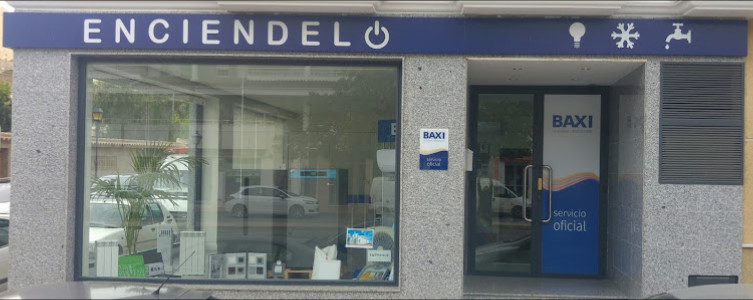 ENCIENDELO
BAXI
servicio
oficial
BAXI
servicio
oficial